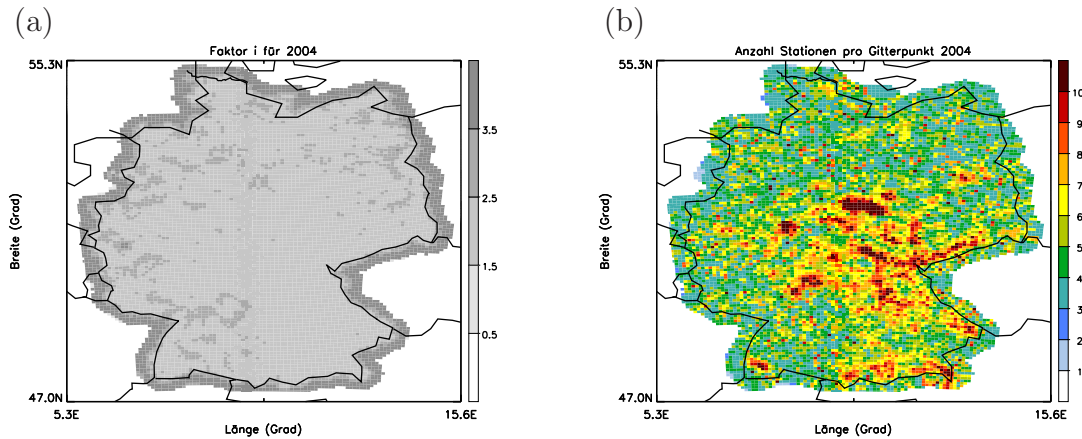 (a)
Faktor i für 2004
55.3N
Breite (Grad)
47.0N
5.3E
15.6E
Länge (Grad)
3.5
2.5
1.5
0.5
(b)
Anzahl Stationen pro Gitterpunkt 2004
55.3N
Breite (Grad)
47.0N
5.3E
15.6E
Länge (Grad)
10
9
8
7
6
5
4
3
2
1